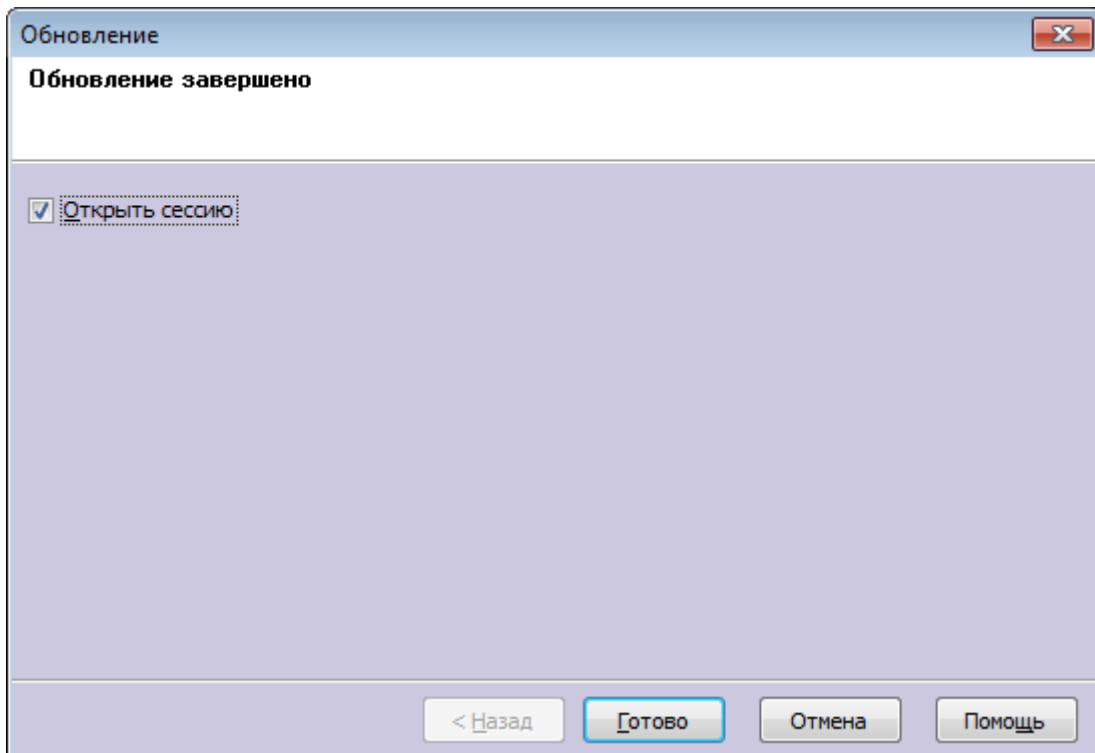 Обновление
Обновление завершено
Открыть сессию
< Назад
Готово
Отмена
Помощь